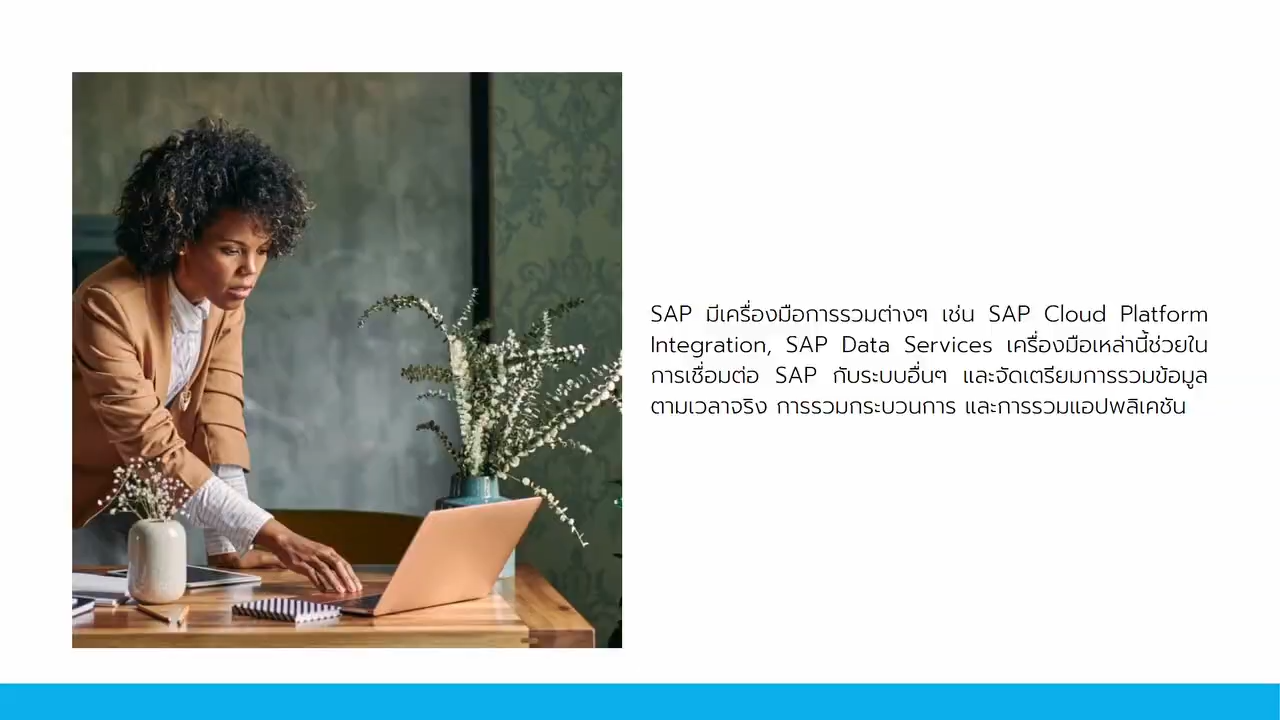 SAP มีเครื่องมือการรวมต่างๆ เช่น SAP Cloud Platform
Integration, SAP Data Services เครื่องมือเหล่านี้ช่วยใน
การเชื่อมต่อ SAP กับระบบอื่นๆ และจัดเตรียมการรวมข้อมูล
ตามเวลาจริง การรวมกระบวนการ และการรวมแอปพลิเคชัน